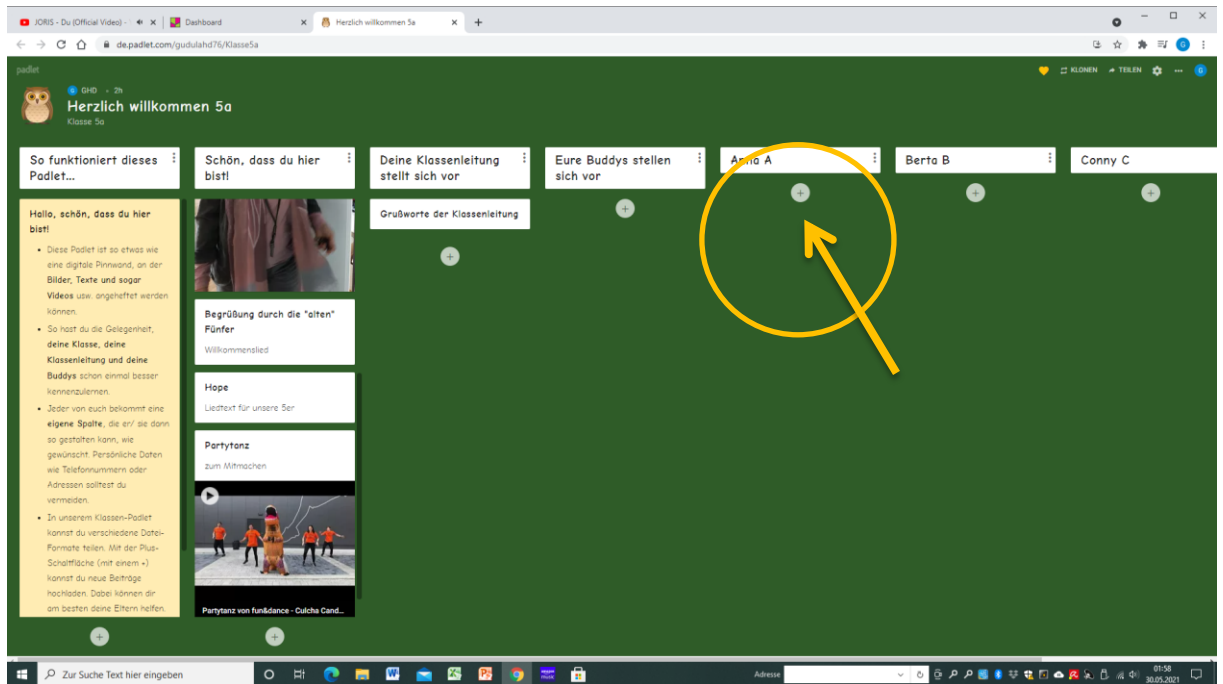 JORIS - Du (Official Video) -
Dashboard
Herzlich willkommen 5a
de.padlet.com/gudulahd76/Klasse5a
padlet
KLONEN
TEILEN
G
GHD • 2h
Herzlich willkommen 5a
Klasse 5a
So funktioniert dieses
Padlet...
Hallo, schön, dass du hier
bist!
• Diese Padlet ist so etwas wie
eine digitale Pinnwand, an der
Bilder, Texte und sogar
Videos usw. angeheftet werden
können.
• So hast du die Gelegenheit,
deine Klasse, deine
Klassenleitung und deine
Buddys schon einmal besser
kennenzulernen.
• Jeder von euch bekommt eine
eigene Spalte, die er/ sie dann
so gestalten kann, wie
gewünscht. Persönliche Daten
wie Telefonnummern oder
Adressen solltest du
vermeiden.
• In unserem Klassen-Padlet
kannst du verschiedene Datei-
Formate teilen. Mit der Plus-
Schaltfläche (mit einem +)
kannst du neue Beiträge
hochladen. Dabei können dir
am besten deine Eltern helfen.
Schön, dass du hier
bist!
Begrüßung durch die "alten"
Fünfer
Willkommenslied
Hope
Liedtext für unsere 5er
Partytanz
zum Mitmachen
Partytanz von fun&dance - Culcha Cand...
Deine Klassenleitung
stellt sich vor
Grußworte der Klassenleitung
Eure Buddys stellen
sich vor
Anna A
Berta B
Conny C
Zur Suche Text hier eingeben
Adresse
01:58
30.05.2021